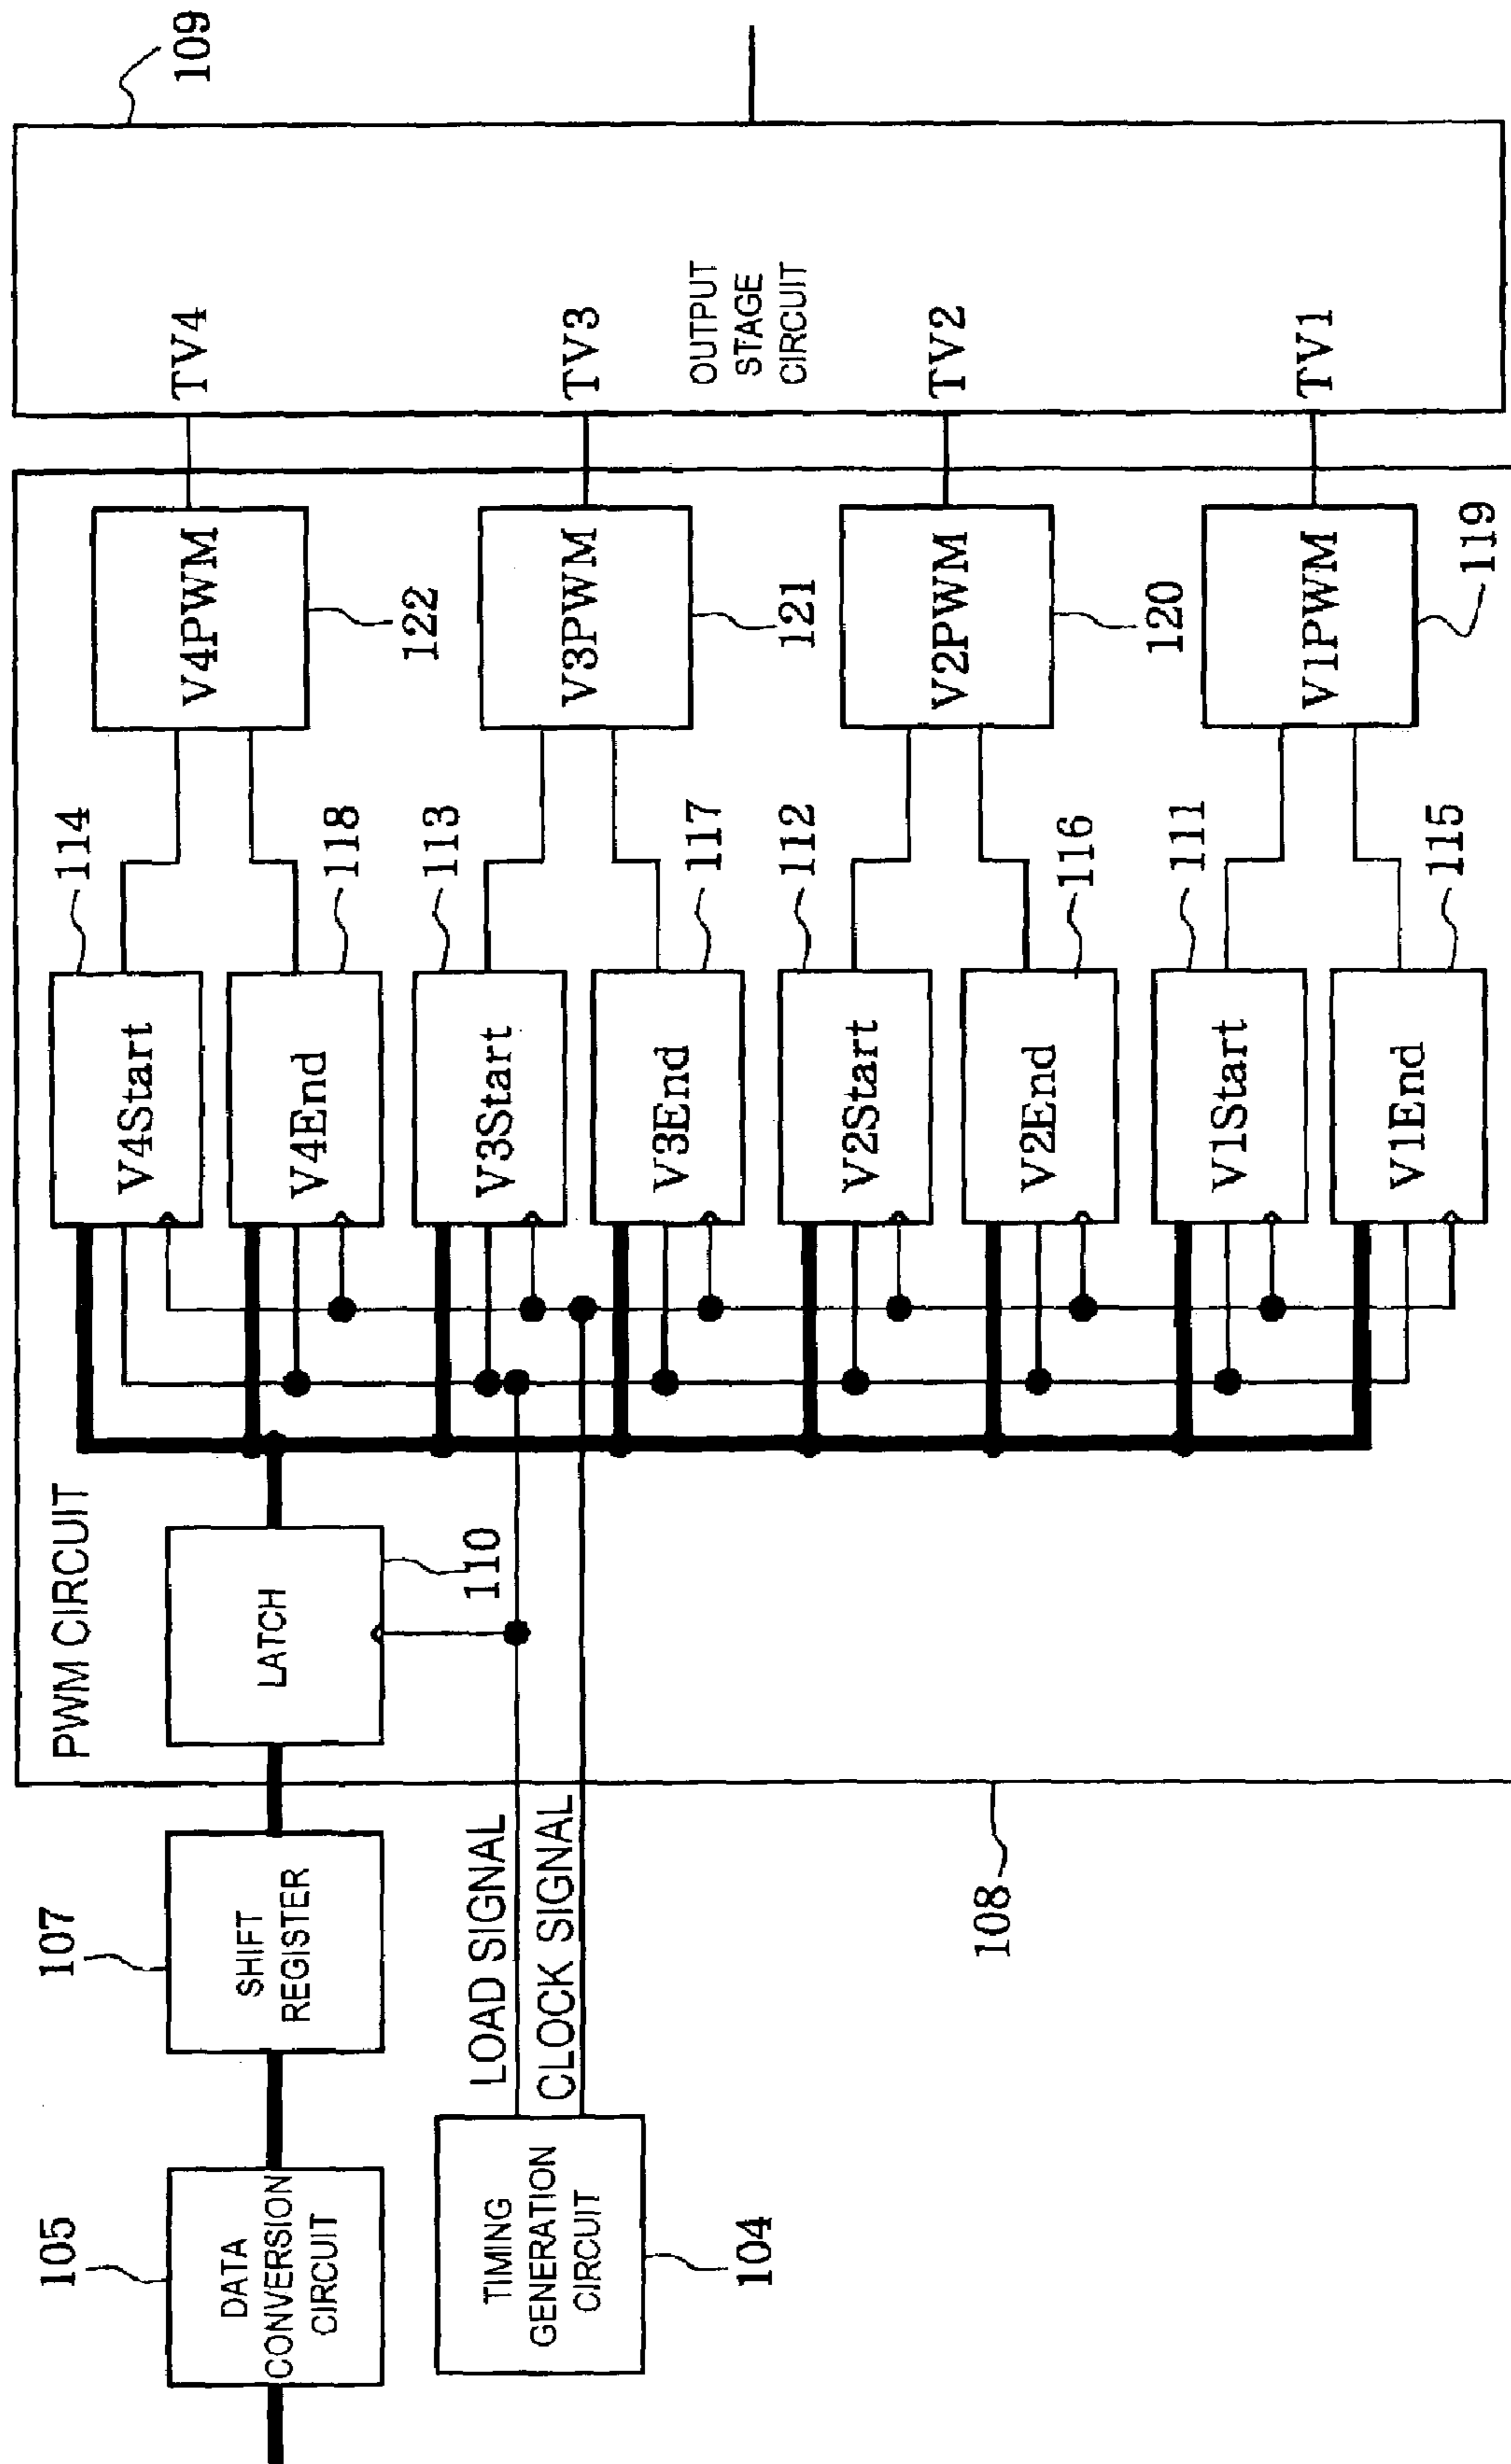 105
DATA
CONVERSION
CIRCUIT
TIMING
GENERATION
CIRCUIT
104
107
SHIFT
REGISTER
LOAD SIGNAL
CLOCK SIGNAL
108
PWM CIRCUIT
LATCH
110
V4Start
114
V4End
118
V3Start
113
V3End
117
V2Start
112
V2End
116
V1Start
111
V1End
115
V4PWM
122
V3PWM
121
V2PWM
120
V1PWM
119
TV4
TV3
TV2
TV1
OUTPUT
STAGE
CIRCUIT
109